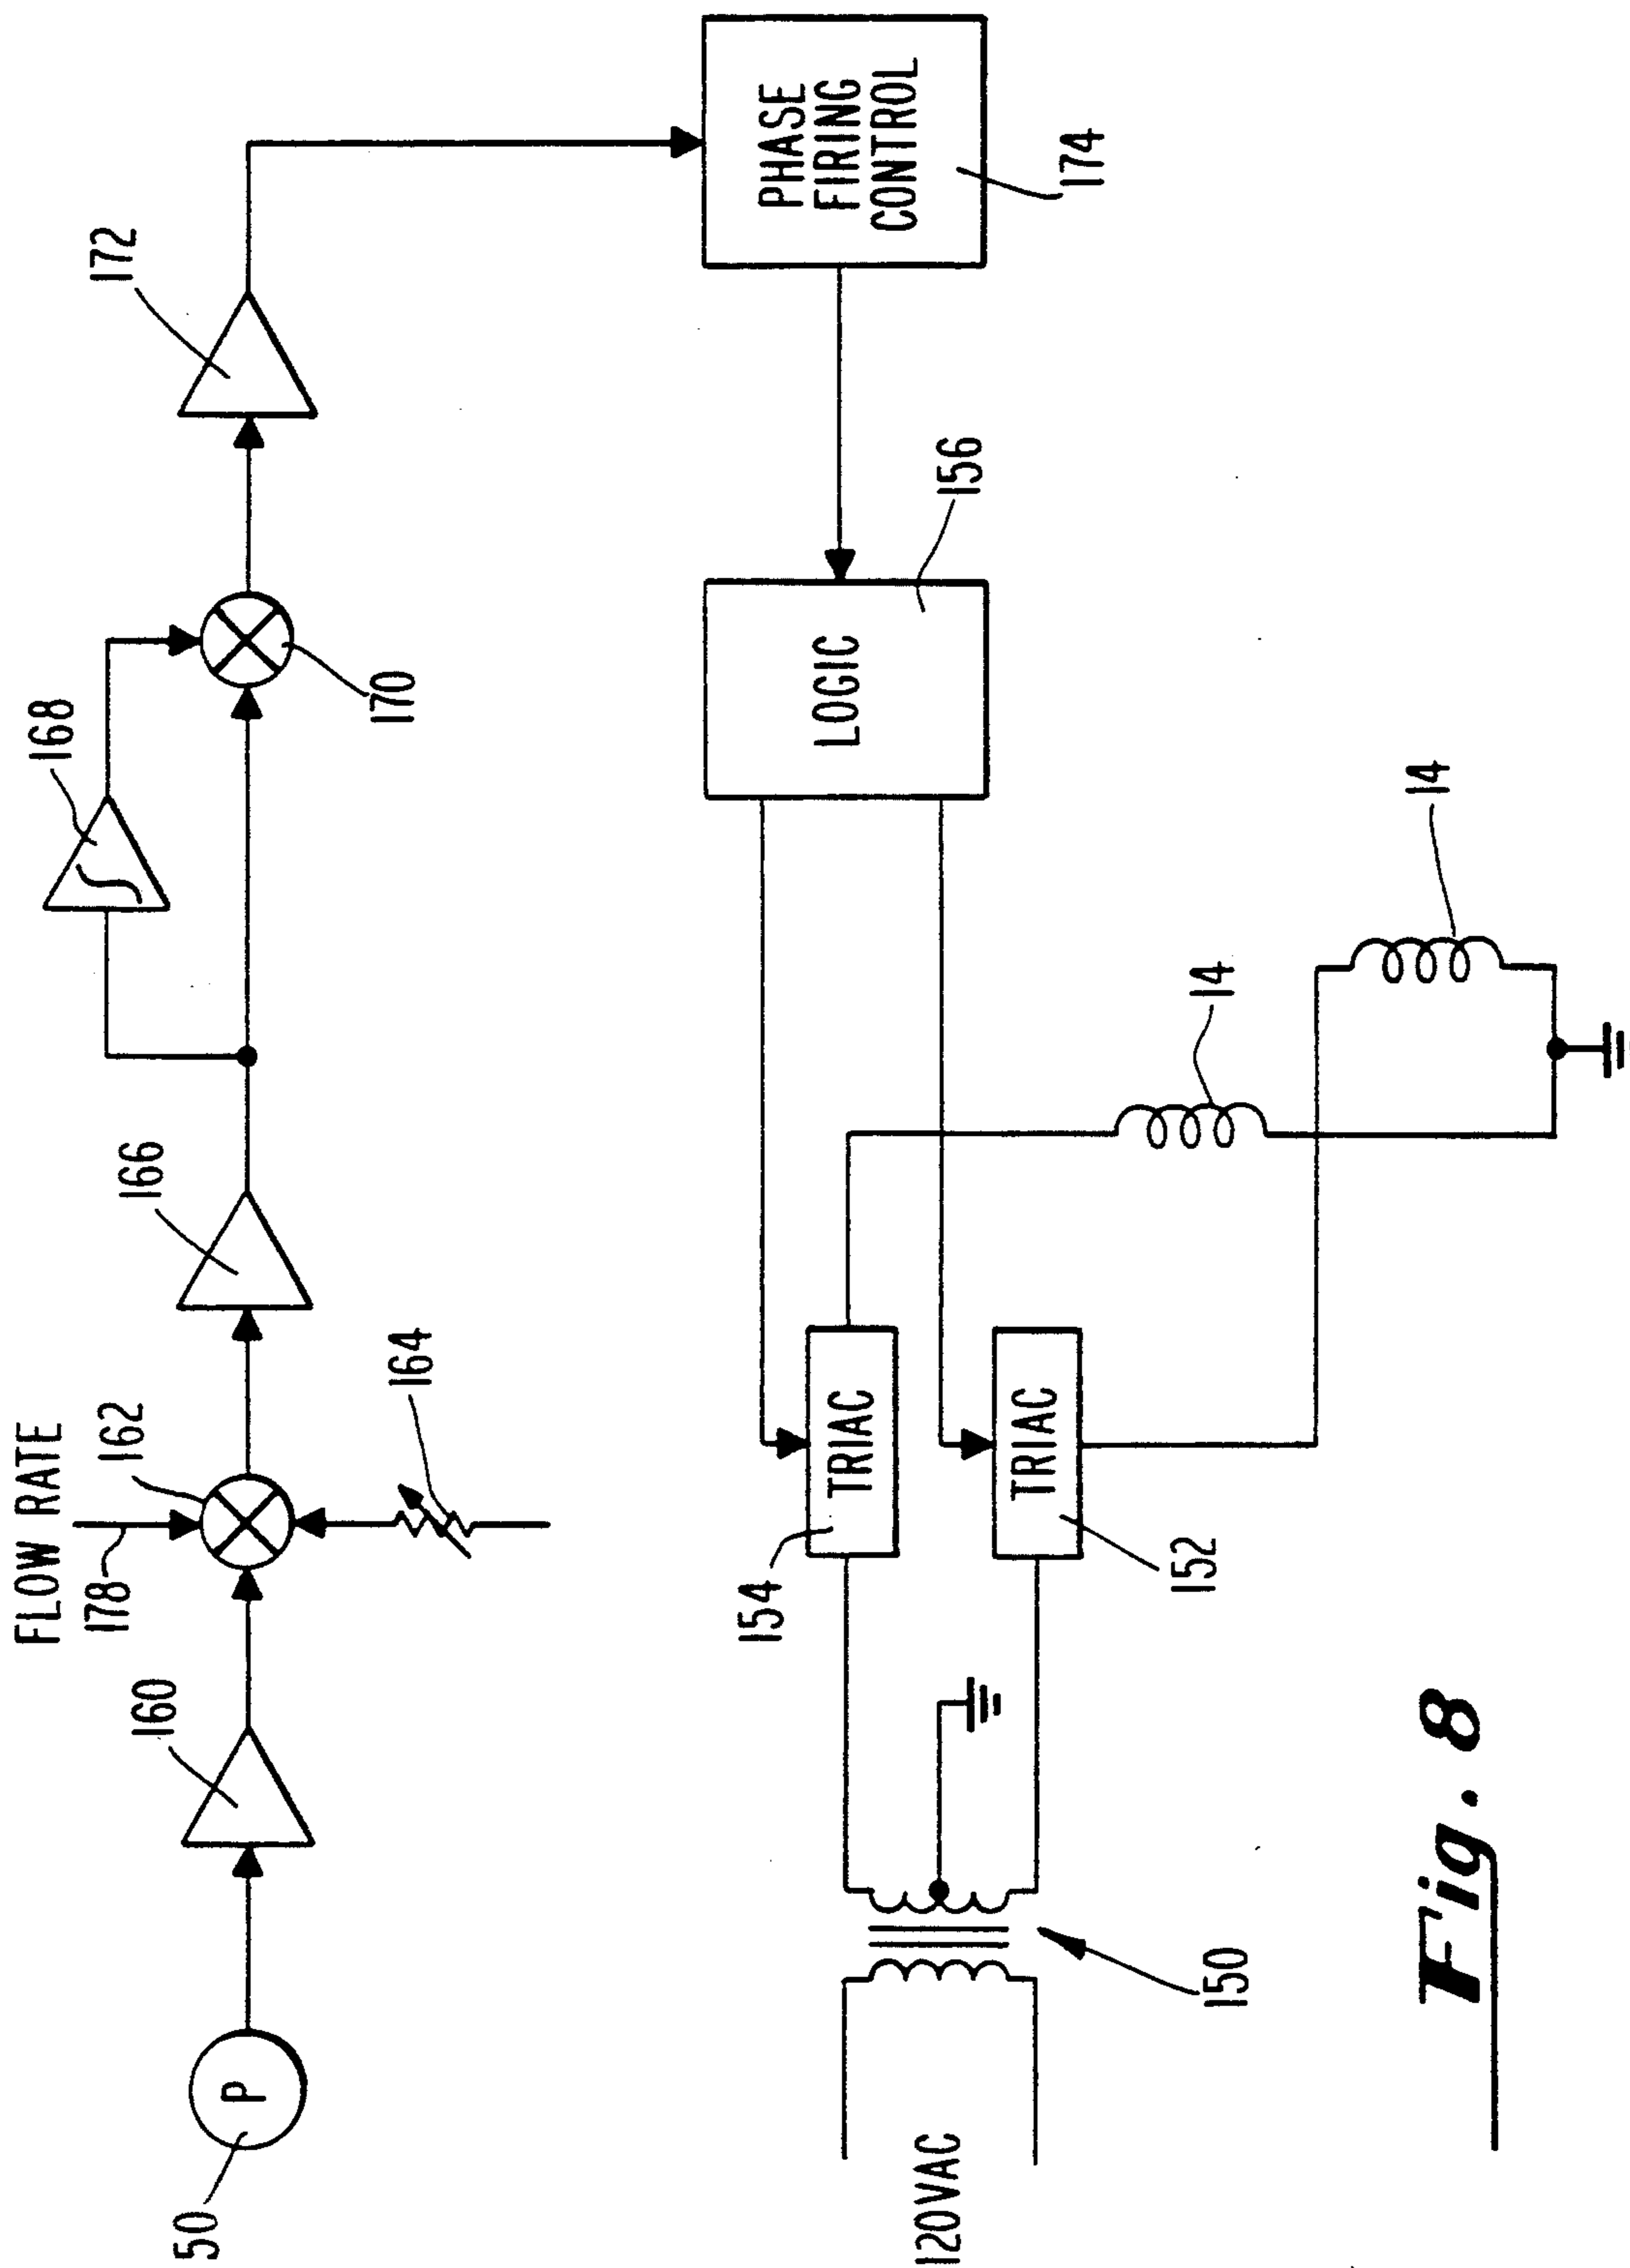 FLOW RATE
50
160
178
162
164
166
168
170
172
P
120VAC
150
154
TRIAC
TRIAC
152
14
14
LOGIC
156
PHASE
FIRING
CONTROL
174
Fig. 8